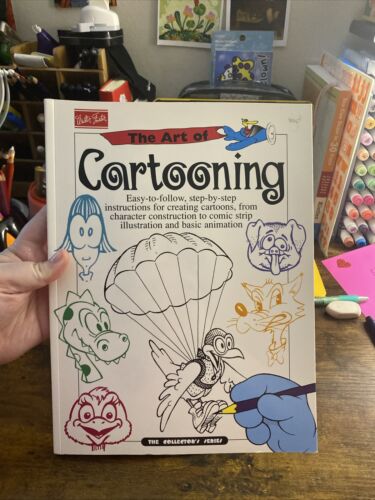 Walter Foster
The Art of
Cartooning
Easy-to-follow, step-by-step
instructions for creating cartoons, from
character construction to comic strip
illustration and basic animation
THE COLLECTOR'S SERIES